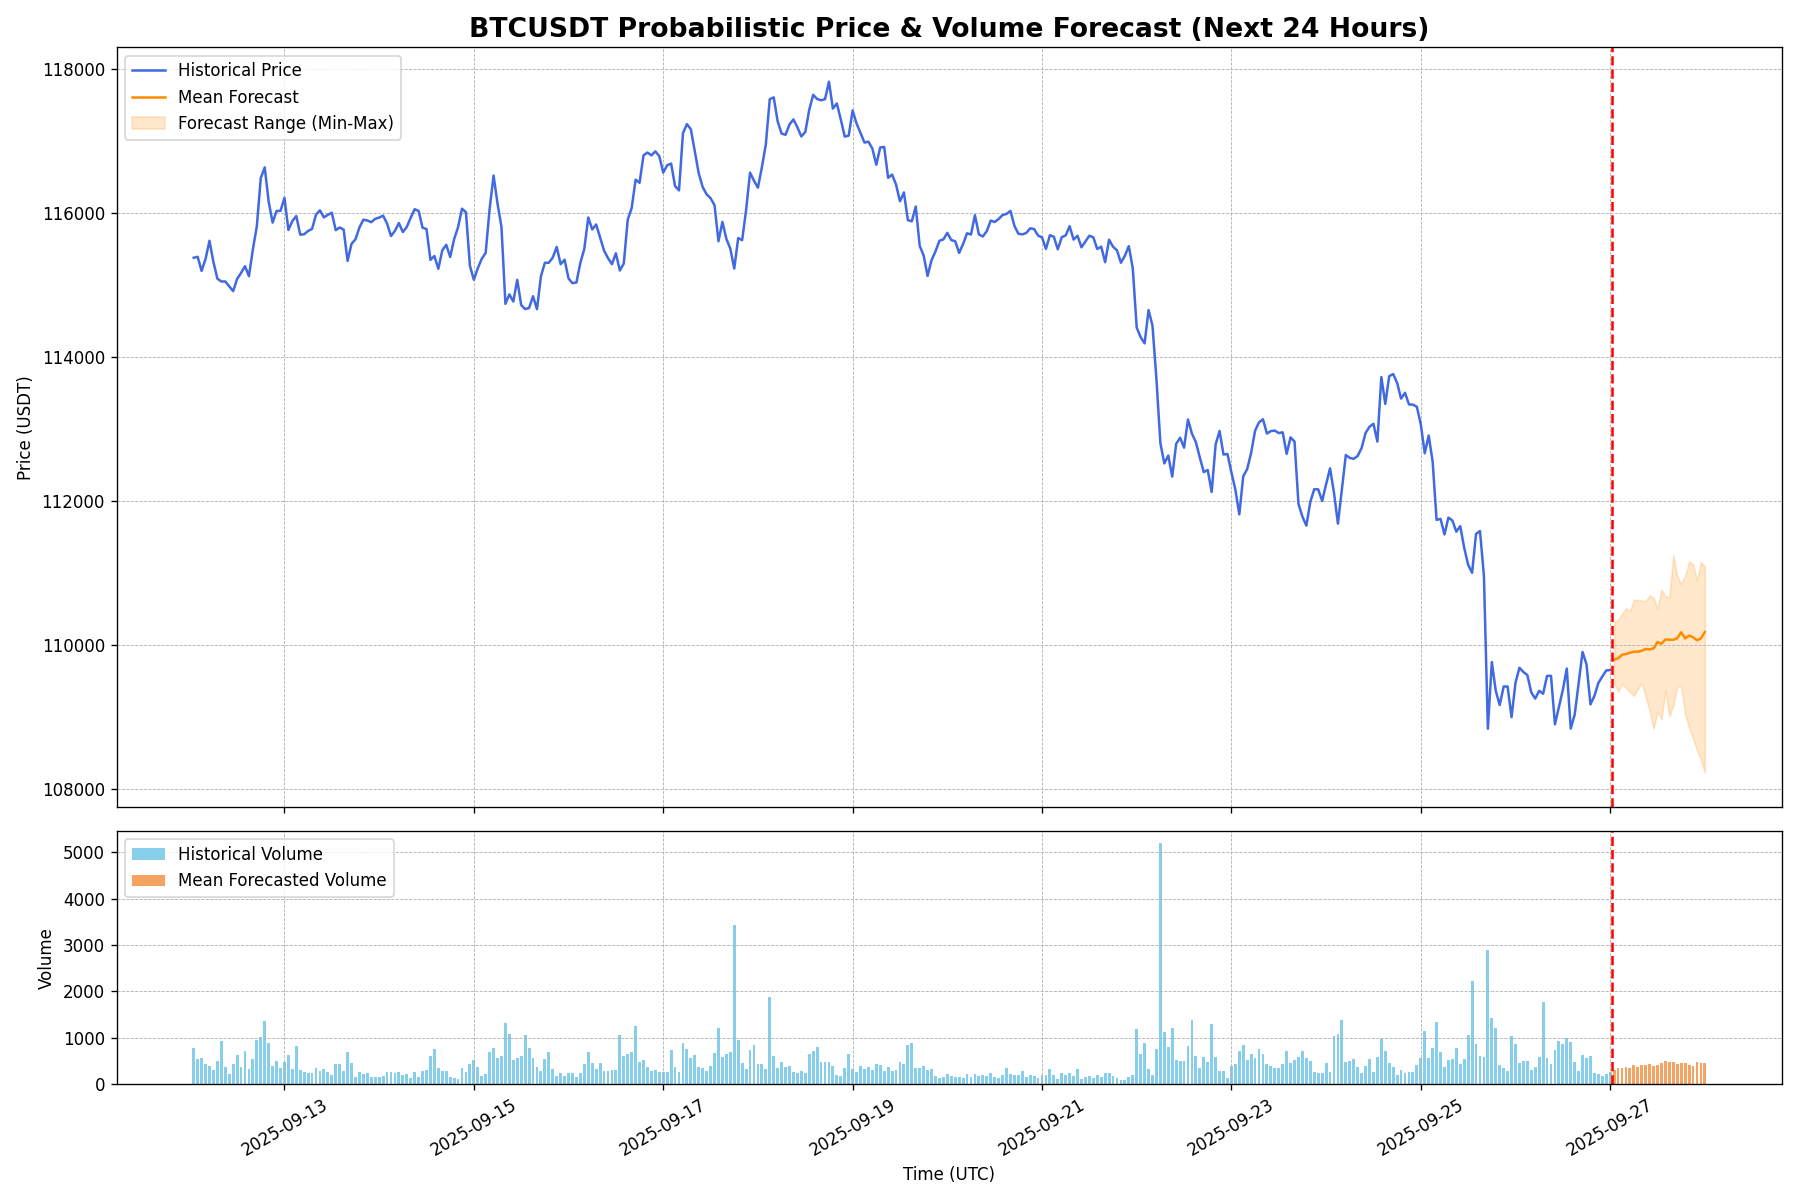 BTCUSDT Probabilistic Price & Volume Forecast (Next 24 Hours)
Historical Price
Mean Forecast
Forecast Range (Min-Max)
118000
116000
114000
112000
110000
108000
Price (USDT)
Historical Volume
Mean Forecasted Volume
5000
4000
3000
2000
1000
0
Volume
2025-09-13
2025-09-15
2025-09-17
2025-09-19
2025-09-21
2025-09-23
2025-09-25
2025-09-27
Time (UTC)